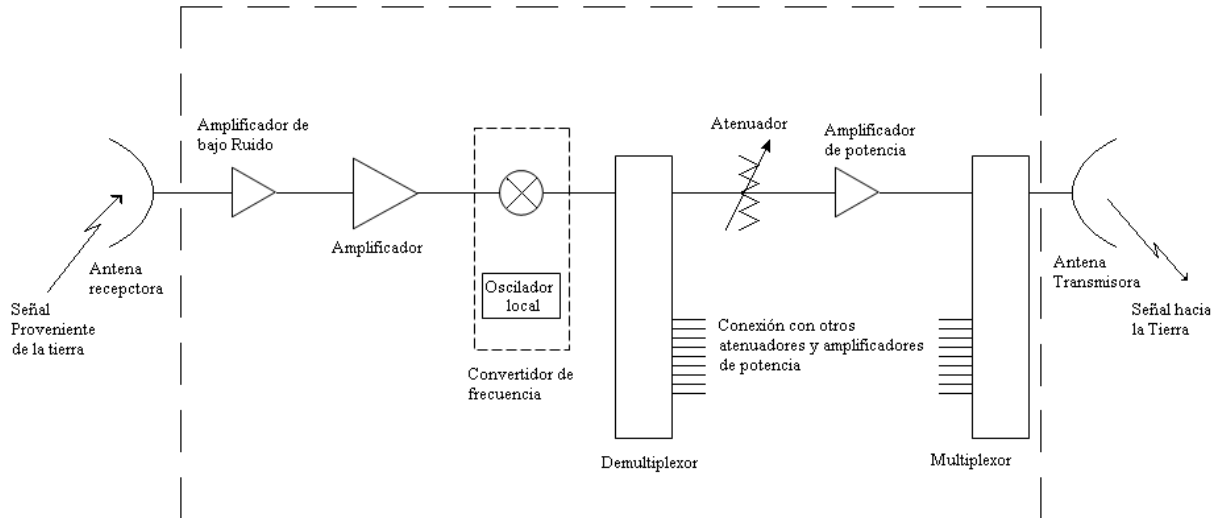 Amplificador de
bajo Ruido
Atenuador
Amplificador
de potencia
Amplificador
Antena
recepctora
Oscilador
local
Antena
Transmisora
Señal
Proveniente
de la tierra
Señal hacia
la Tierra
Conexión con otros
atenuadores y amplificadores
de potencia
Convertidor de
frecuencia
Demultiplexor
Multiplexor